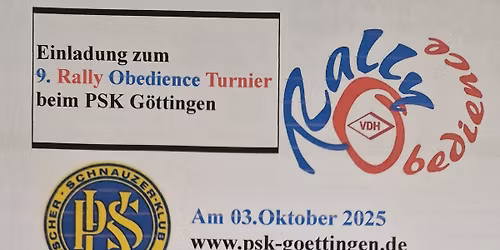 Einladung zum
9. Rally Obedience Turnier
beim PSK Göttingen
Rally
Obedience
VDH
SCHNAUZER-KLUB
PSK
Am 03.Oktober 2025
www.psk-goettingen.de